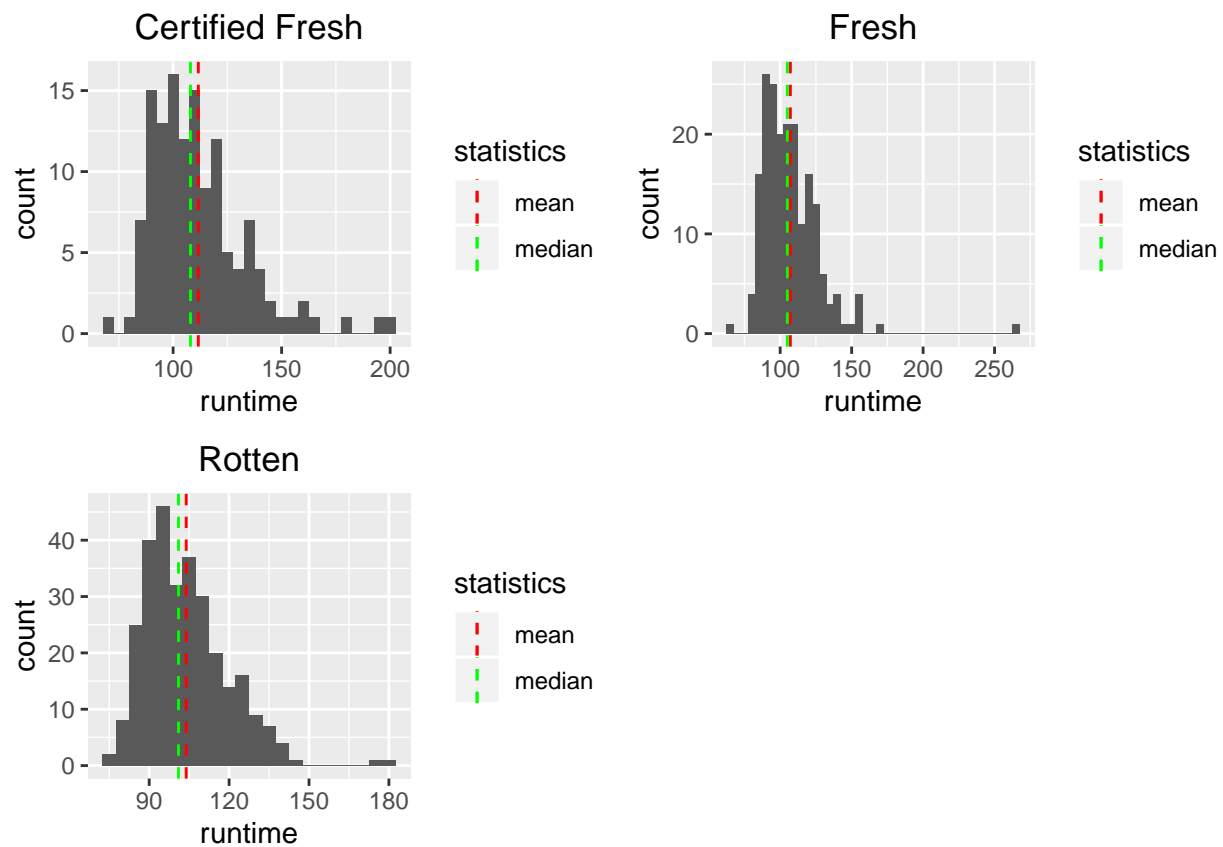 Certified Fresh
15
10
5
0
count
100 150 200
runtime
statistics
mean
median
Fresh
20
10
0
count
100 150 200 250
runtime
statistics
mean
median
Rotten
40
30
20
10
0
count
90 120 150 180
runtime
statistics
mean
median